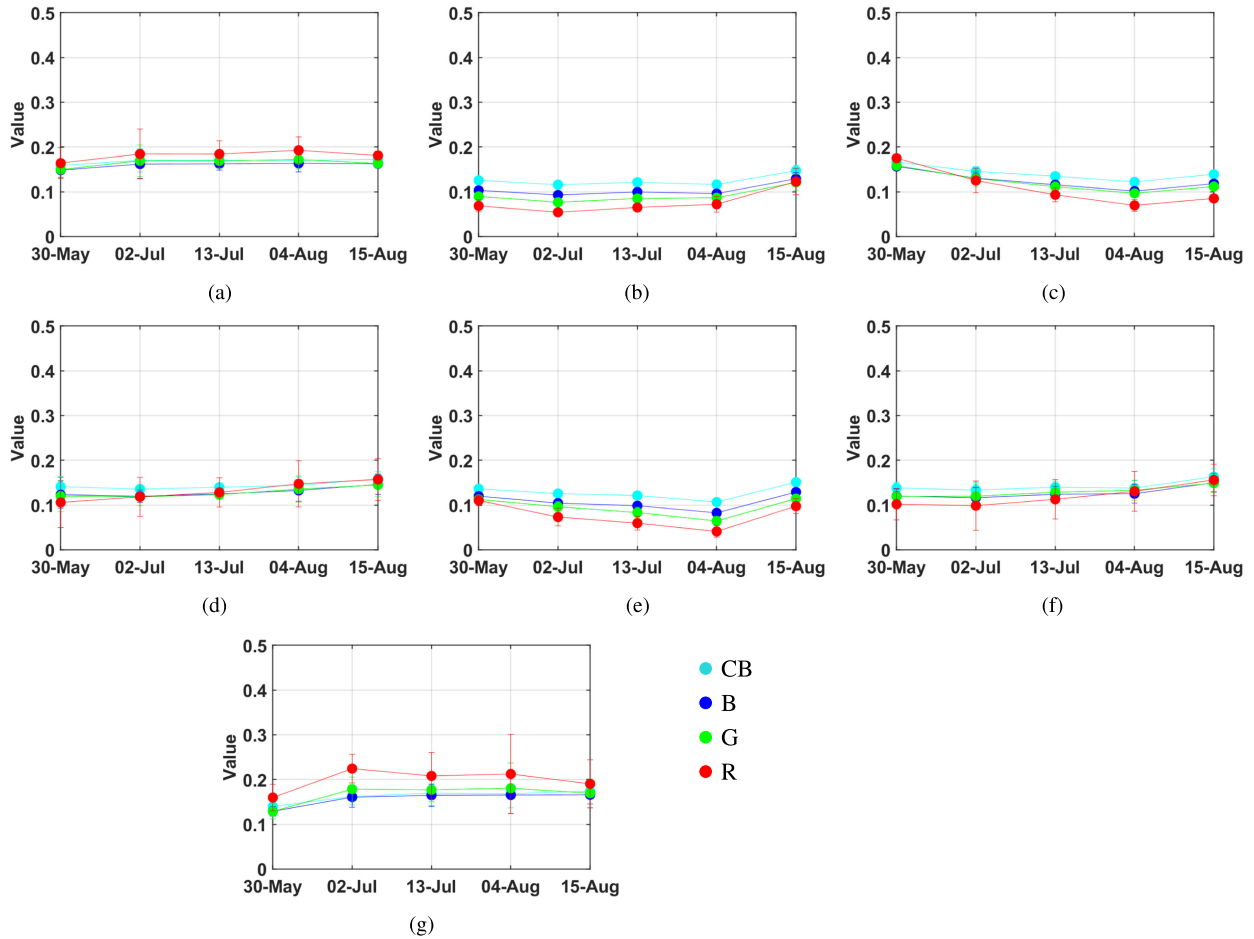 0.5 0.5 0.5
0.4 0.4 0.4
0.3 0.3 0.3
Value Value Value
0.2 0.2 0.2
0.1 0.1 0.1
0 0 0
30-May 02-Jul 13-Jul 04-Aug 15-Aug 30-May 02-Jul 13-Jul 04-Aug 15-Aug 30-May 02-Jul 13-Jul 04-Aug 15-Aug
(a) (b) (c)
0.5 0.5 0.5
0.4 0.4 0.4
0.3 0.3 0.3
Value Value Value
0.2 0.2 0.2
0.1 0.1 0.1
0 0 0
30-May 02-Jul 13-Jul 04-Aug 15-Aug 30-May 02-Jul 13-Jul 04-Aug 15-Aug 30-May 02-Jul 13-Jul 04-Aug 15-Aug
(d) (e) (f)
0.5
0.4
0.3
Value
0.2
0.1
0
30-May 02-Jul 13-Jul 04-Aug 15-Aug
(g)
CB
B
G
R